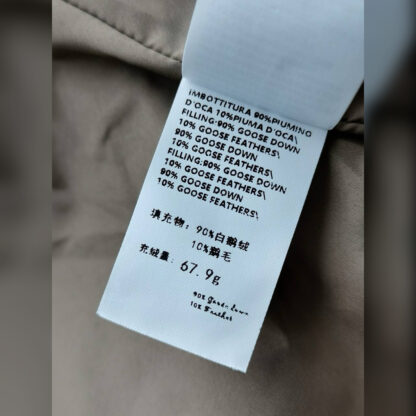 IMBOTTITURA 90%PIUMINO
D'OCA 10%PIUMA D'OCA\
FILLING:90% GOOSE DOWN
10% GOOSE FEATHERS\
90% GOOSE DOWN
10% GOOSE FEATHERS\
FILLING:90% GOOSE DOWN
10% GOOSE FEATHERS\
90% GOOSE DOWN
10% GOOSE FEATHERS\
填充物: 90%白鹅绒
10%鹅毛
充绒量: 67.9g
90% Goose down
10% Feather